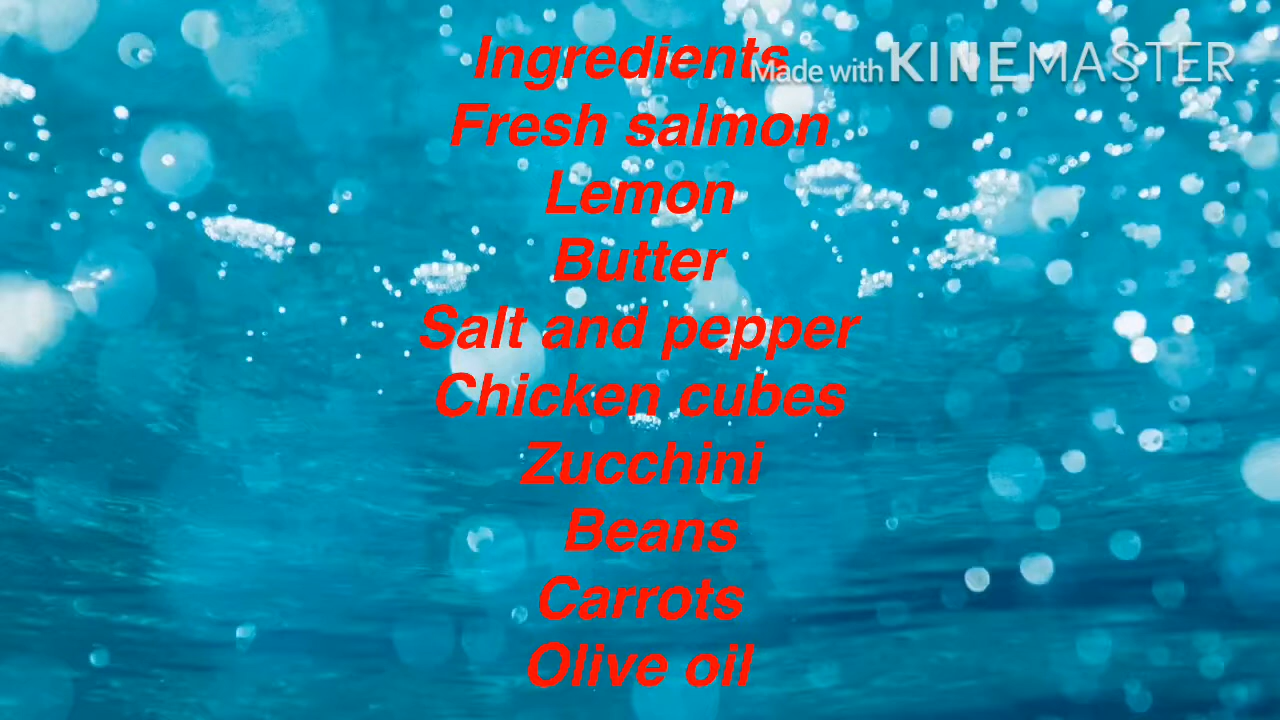 Ingredients
Made with KINEMASTER
Fresh salmon
Lemon
Butter
Salt and pepper
Chicken cubes
Zucchini
Beans
Carrots
Olive oil